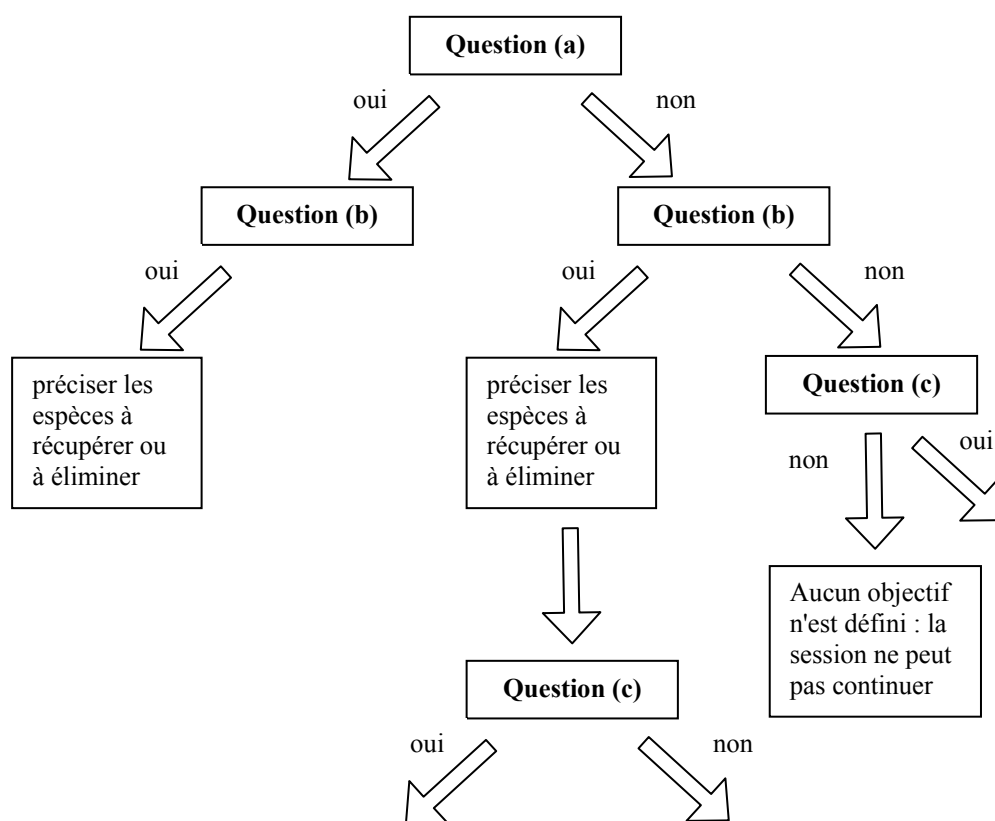 Question (a)
oui
non
Question (b)
Question (b)
oui
oui
non
préciser les
espèces à
récupérer ou
à éliminer
préciser les
espèces à
récupérer ou
à éliminer
Question (c)
non
oui
Aucun objectif
n'est défini : la
session ne peut
pas continuer
Question (c)
oui
non